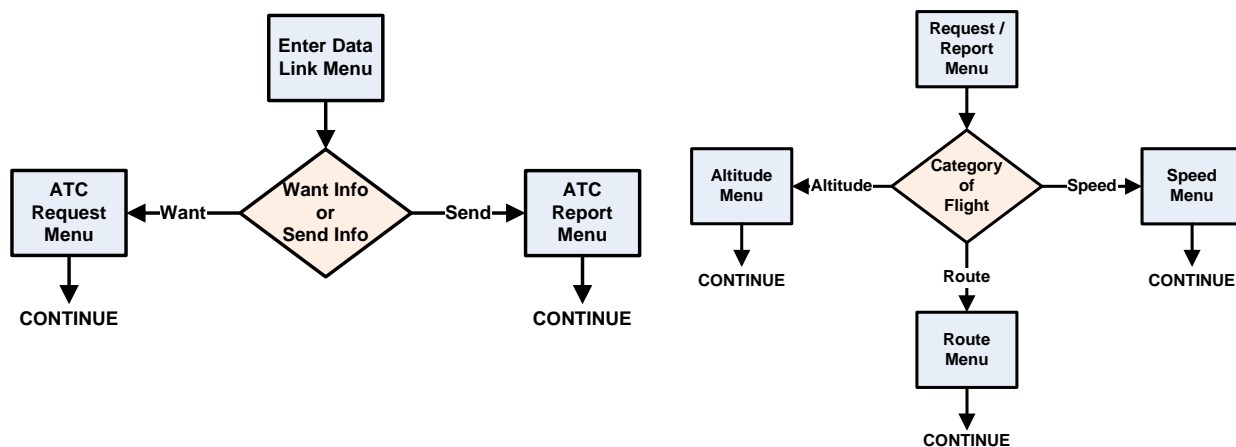 Enter Data
Link Menu
Want Info
or
Send Info
Want
Send
ATC
Request
Menu
ATC
Report
Menu
CONTINUE
CONTINUE
Request /
Report
Menu
Category
of
Flight
Altitude
Speed
Altitude
Menu
Speed
Menu
CONTINUE
CONTINUE
Route
Route
Menu
CONTINUE